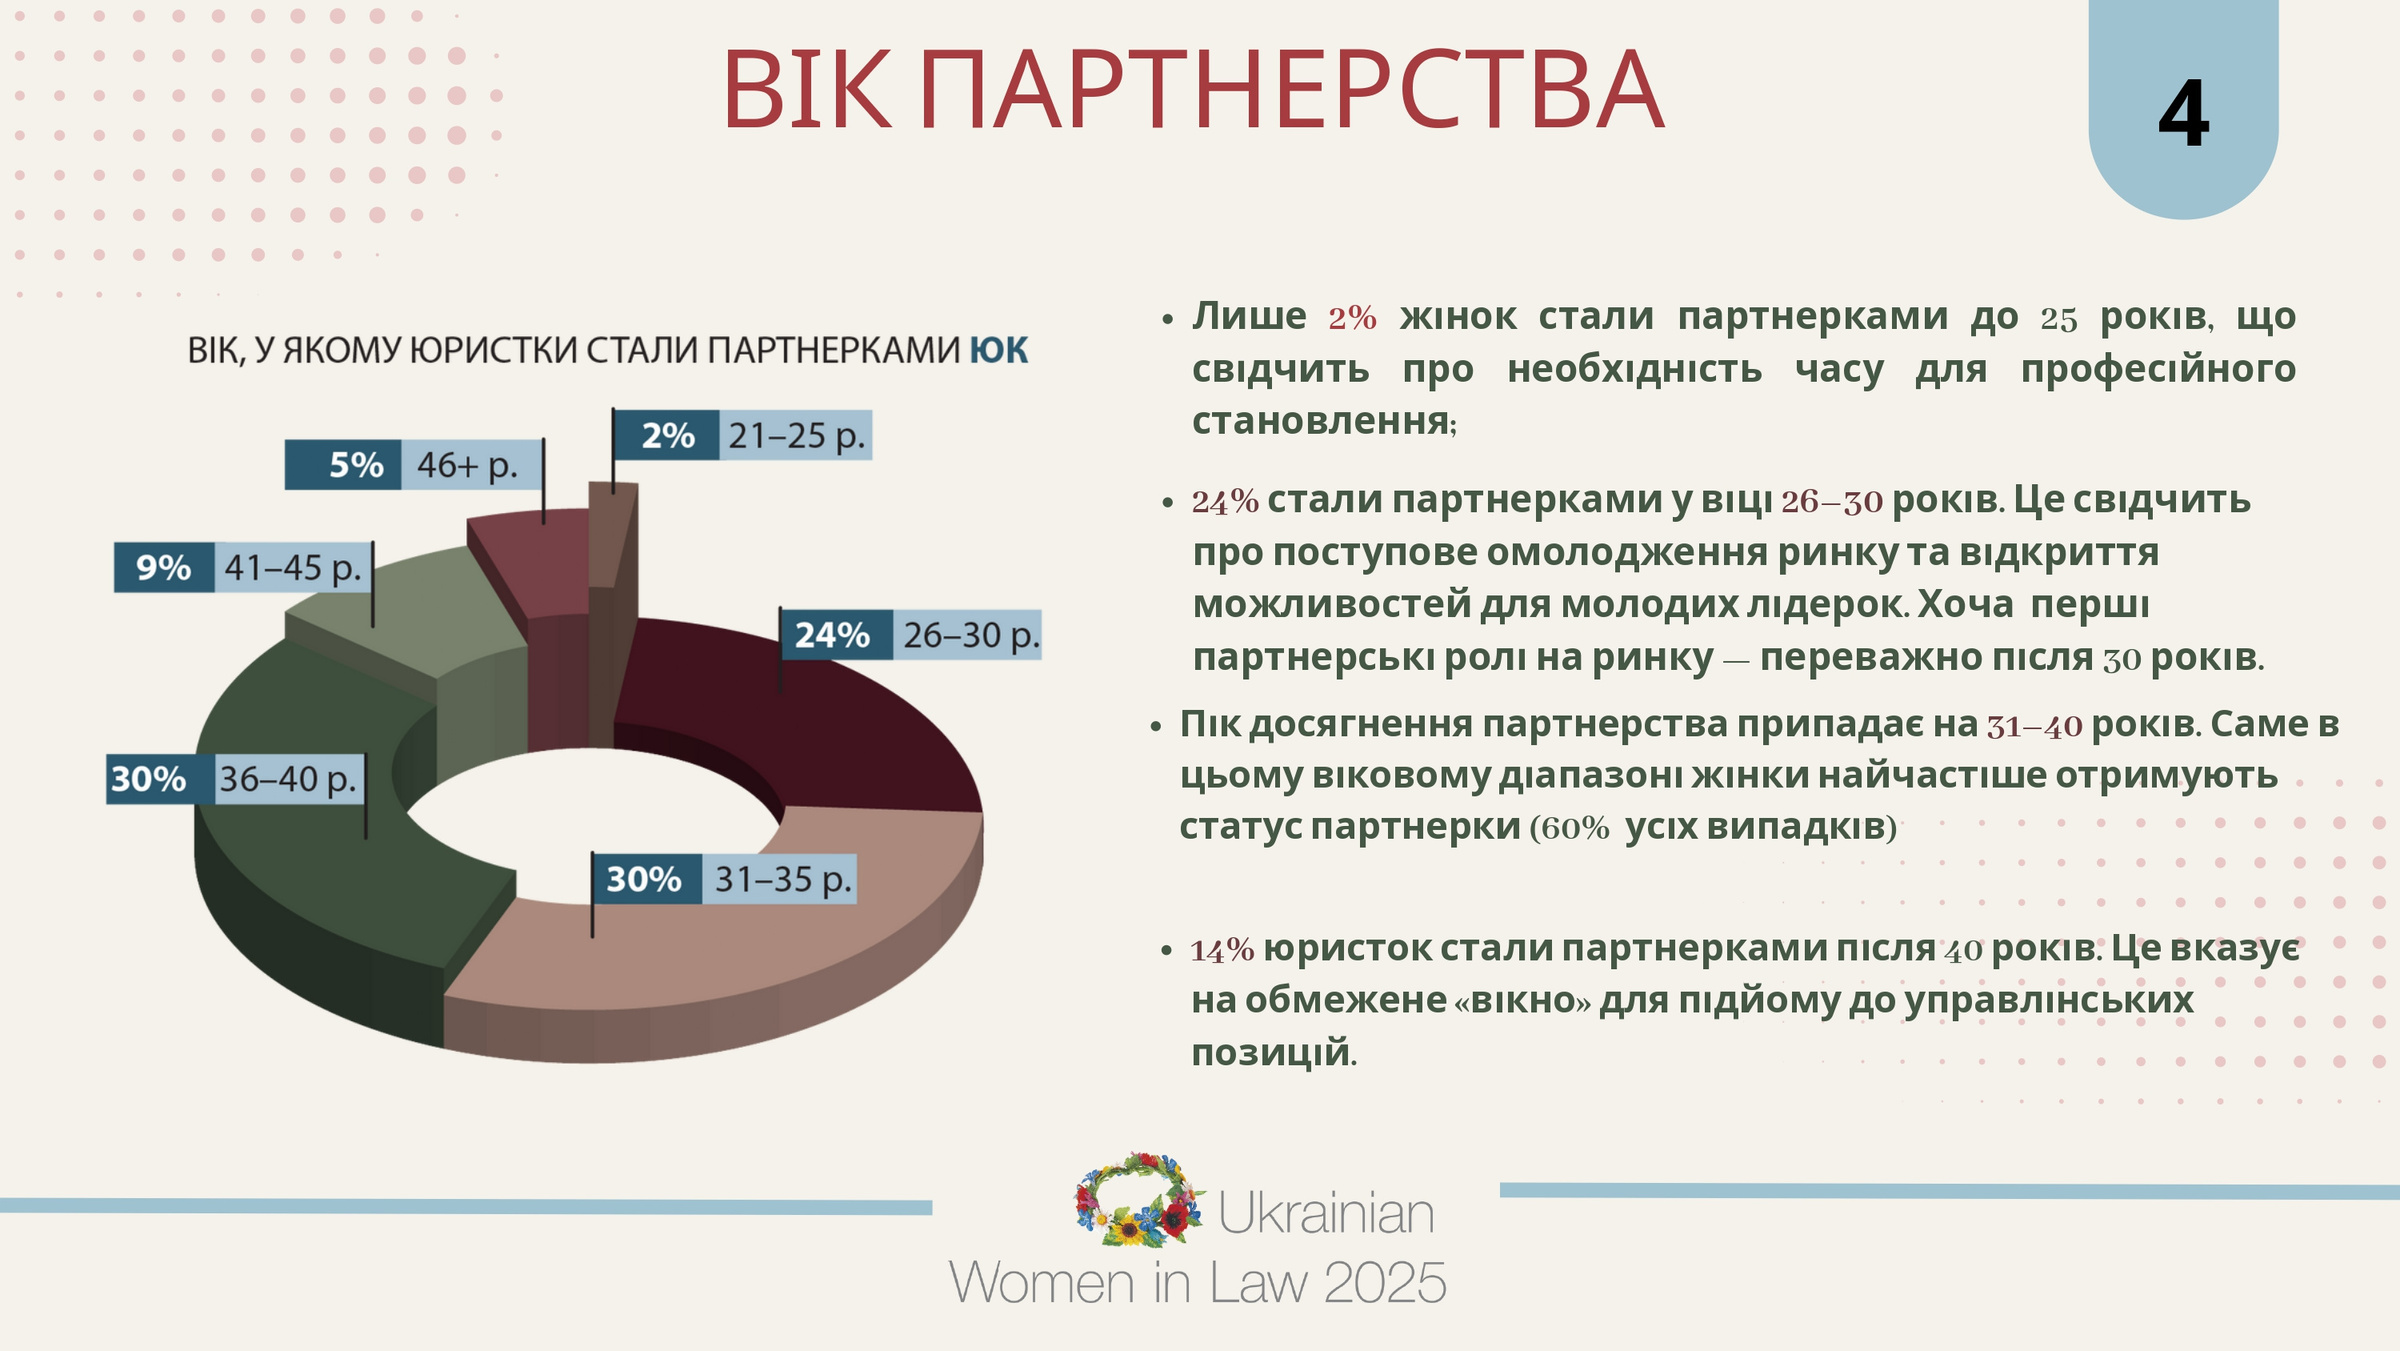 ВІК ПАРТНЕРСТВА
4
ВІК, У ЯКОМУ ЮРИСТКИ СТАЛИ ПАРТНЕРКАМИ ЮК
2% 21–25 р.
5% 46+ р.
9% 41–45 р.
24% 26–30 р.
30% 36–40 р.
30% 31–35 р.
• Лише 2% жінок стали партнерками до 25 років, що
свідчить про необхідність часу для професійного
становлення;
• 24% стали партнерками у віці 26–30 років. Це свідчить
про поступове омолодження ринку та відкриття
можливостей для молодих лідерок. Хоча перші
партнерські ролі на ринку — переважно після 30 років.
• Пік досягнення партнерства припадає на 31–40 років. Саме в
цьому віковому діапазоні жінки найчастіше отримують
статус партнерки (60% усіх випадків)
• 14% юристок стали партнерками після 40 років. Це вказує
на обмежене «вікно» для підйому до управлінських
позицій.
Ukrainian
Women in Law 2025